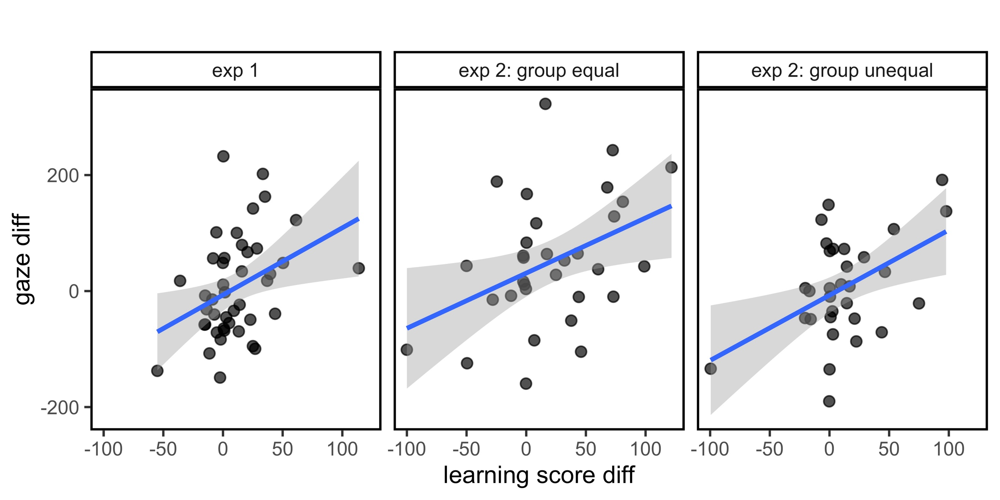 exp 1
exp 2: group equal
exp 2: group unequal
gaze diff
200
0
-200
-100 -50 0 50 100
-100 -50 0 50 100
-100 -50 0 50 100
learning score diff